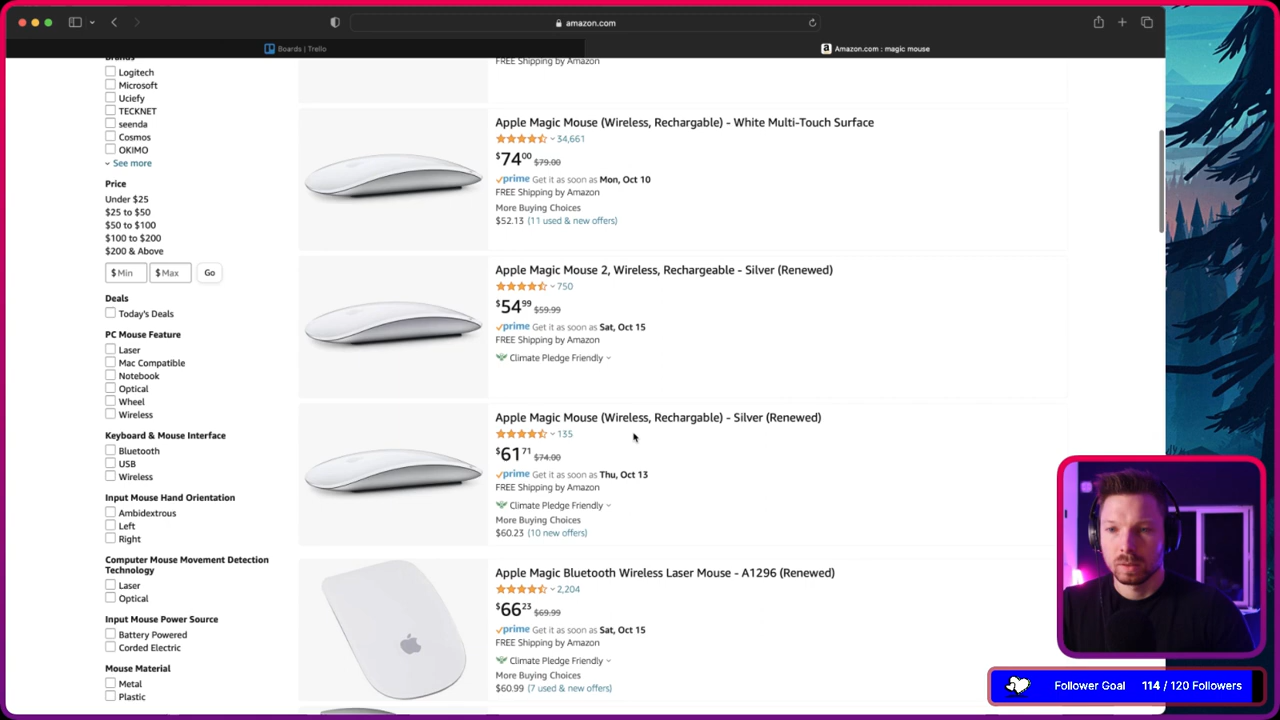 amazon.com
Boards | Trello
Amazon.com : magic mouse
Brands
Logitech
Microsoft
Uciefy
TECKNET
seenda
Cosmos
OKIMO
See more
Price
Under $25
$25 to $50
$50 to $100
$100 to $200
$200 & Above
$ Min
$ Max
Go
Deals
Today's Deals
PC Mouse Feature
Laser
Mac Compatible
Notebook
Optical
Wheel
Wireless
Keyboard & Mouse Interface
Bluetooth
USB
Wireless
Input Mouse Hand Orientation
Ambidextrous
Left
Right
Computer Mouse Movement Detection
Technology
Laser
Optical
Input Mouse Power Source
Battery Powered
Corded Electric
Mouse Material
Metal
Plastic
FREE Shipping by Amazon
Apple Magic Mouse (Wireless, Rechargable) - White Multi-Touch Surface
34,661
$74.00 $79.00
prime Get it as soon as Mon, Oct 10
FREE Shipping by Amazon
More Buying Choices
$52.13 (11 used & new offers)
Apple Magic Mouse 2, Wireless, Rechargeable - Silver (Renewed)
750
$54.99 $59.99
prime Get it as soon as Sat, Oct 15
FREE Shipping by Amazon
Climate Pledge Friendly
Apple Magic Mouse (Wireless, Rechargable) - Silver (Renewed)
135
$61.71 $74.00
prime Get it as soon as Thu, Oct 13
FREE Shipping by Amazon
Climate Pledge Friendly
More Buying Choices
$60.23 (10 new offers)
Apple Magic Bluetooth Wireless Laser Mouse - A1296 (Renewed)
2,204
$66.23 $69.99
prime Get it as soon as Sat, Oct 15
FREE Shipping by Amazon
Climate Pledge Friendly
More Buying Choices
$60.99 (7 used & new offers)
Follower Goal 114 / 120 Followers